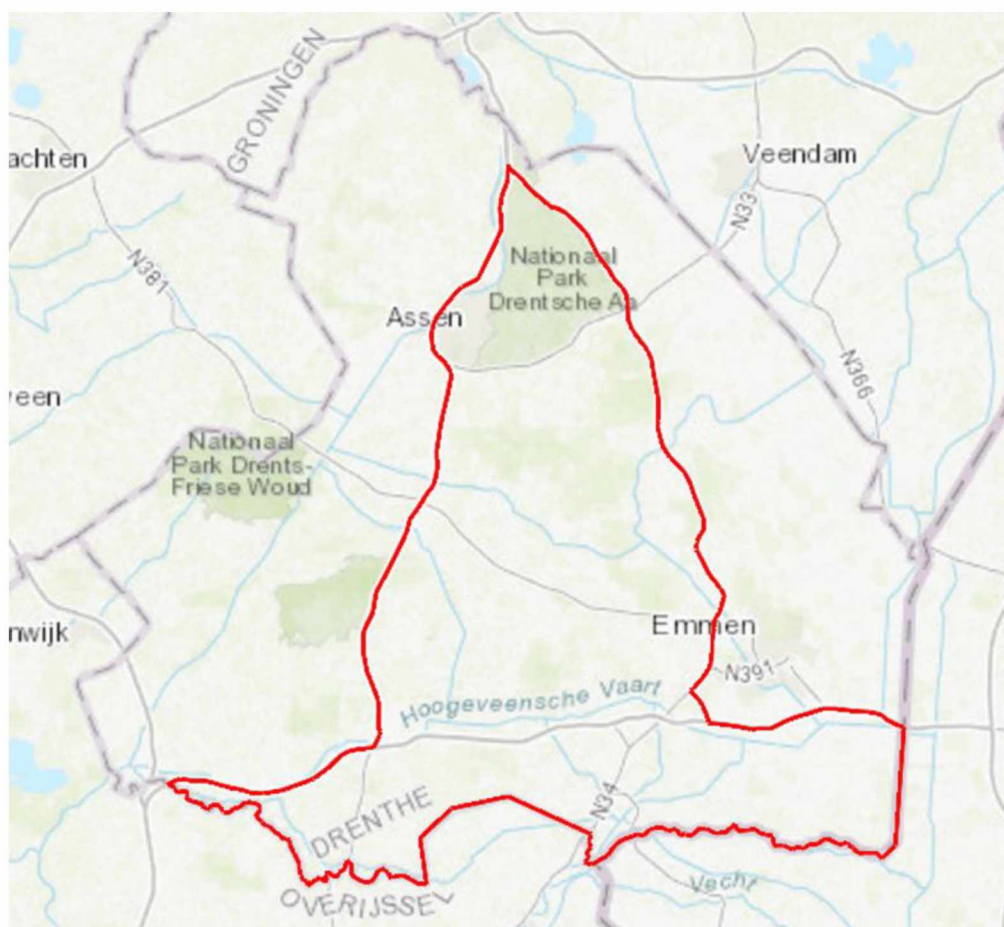 GRONINGEN
achten
Veendam
N33
N381
Nationaal
Park
Drentsche Aa
Assen
N366
een
Nationaal
Park Drents-
Friese Woud
nwijk
Emmen
N391
Hoogeveensche Vaart
DRENTHE
N34
OVERIJSSEL
Vecht